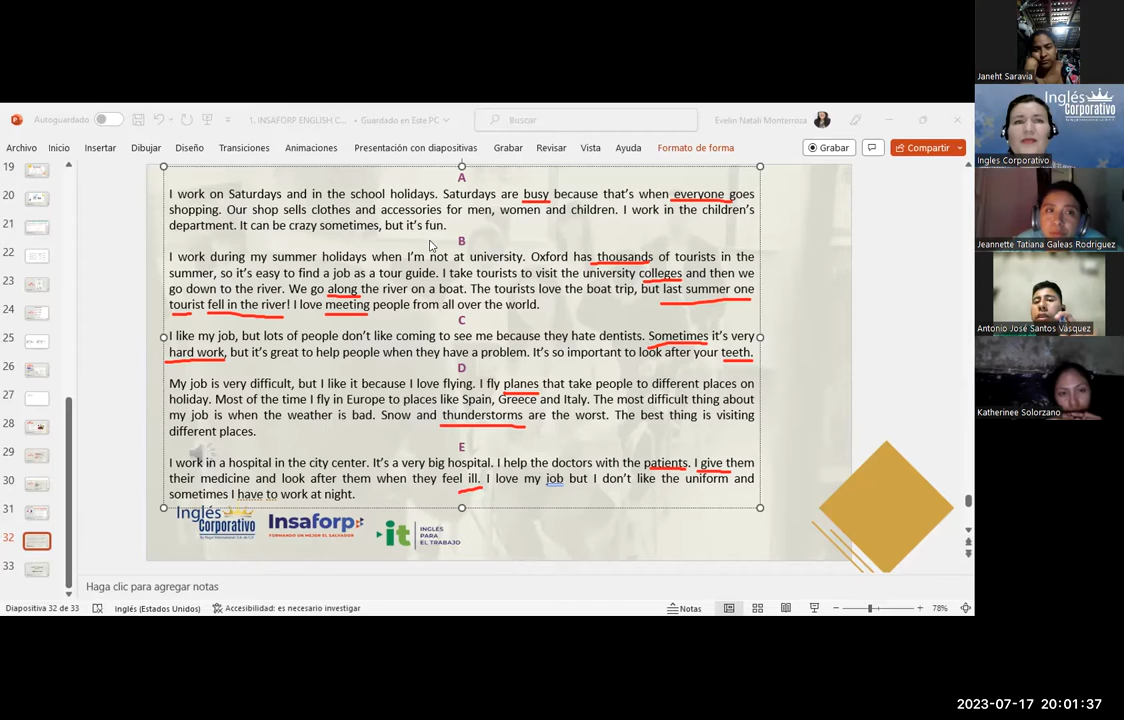 Janeht Saravia
Inglés
Corporativo
Ingles Corporativo
Jeannette Tatiana Galeas Rodriguez
Antonio José Santos Vásquez
Katherinee Solorzano
Autoguardado
1. INSAFORP ENGLISH C... • Guardado en Este PC
Buscar
Evelin Natali Monterroza
Archivo Inicio Insertar Dibujar Diseño Transiciones Animaciones Presentación con diapositivas Grabar Revisar Vista Ayuda Formato de forma
Grabar
Compartir
19
20
21
22
23
24
25
26
27
28
29
30
31
32
33
A
I work on Saturdays and in the school holidays. Saturdays are busy because that's when everyone goes
shopping. Our shop sells clothes and accessories for men, women and children. I work in the children's
department. It can be crazy sometimes, but it's fun.
B
I work during my summer holidays when I'm not at university. Oxford has thousands of tourists in the
summer, so it's easy to find a job as a tour guide. I take tourists to visit the university colleges and then we
go down to the river. We go along the river on a boat. The tourists love the boat trip, but last summer one
tourist fell in the river! I love meeting people from all over the world.
C
I like my job, but lots of people don't like coming to see me because they hate dentists. Sometimes it's very
hard work, but it's great to help people when they have a problem. It's so important to look after your teeth.
D
My job is very difficult, but I like it because I love flying. I fly planes that take people to different places on
holiday. Most of the time I fly in Europe to places like Spain, Greece and Italy. The most difficult thing about
my job is when the weather is bad. Snow and thunderstorms are the worst. The best thing is visiting
different places.
E
I work in a hospital in the city center. It's a very big hospital. I help the doctors with the patients. I give them
their medicine and look after them when they feel ill. I love my job but I don't like the uniform and
sometimes I have to work at night.
Inglés
Corporativo
Insaforp
FORMANDO UN MEJOR EL SALVADOR
it
INGLÉS
PARA
EL TRABAJO
Haga clic para agregar notas
Diapositiva 32 de 33 Inglés (Estados Unidos) Accesibilidad: es necesario investigar Notas 78%
2023-07-17 20:01:37